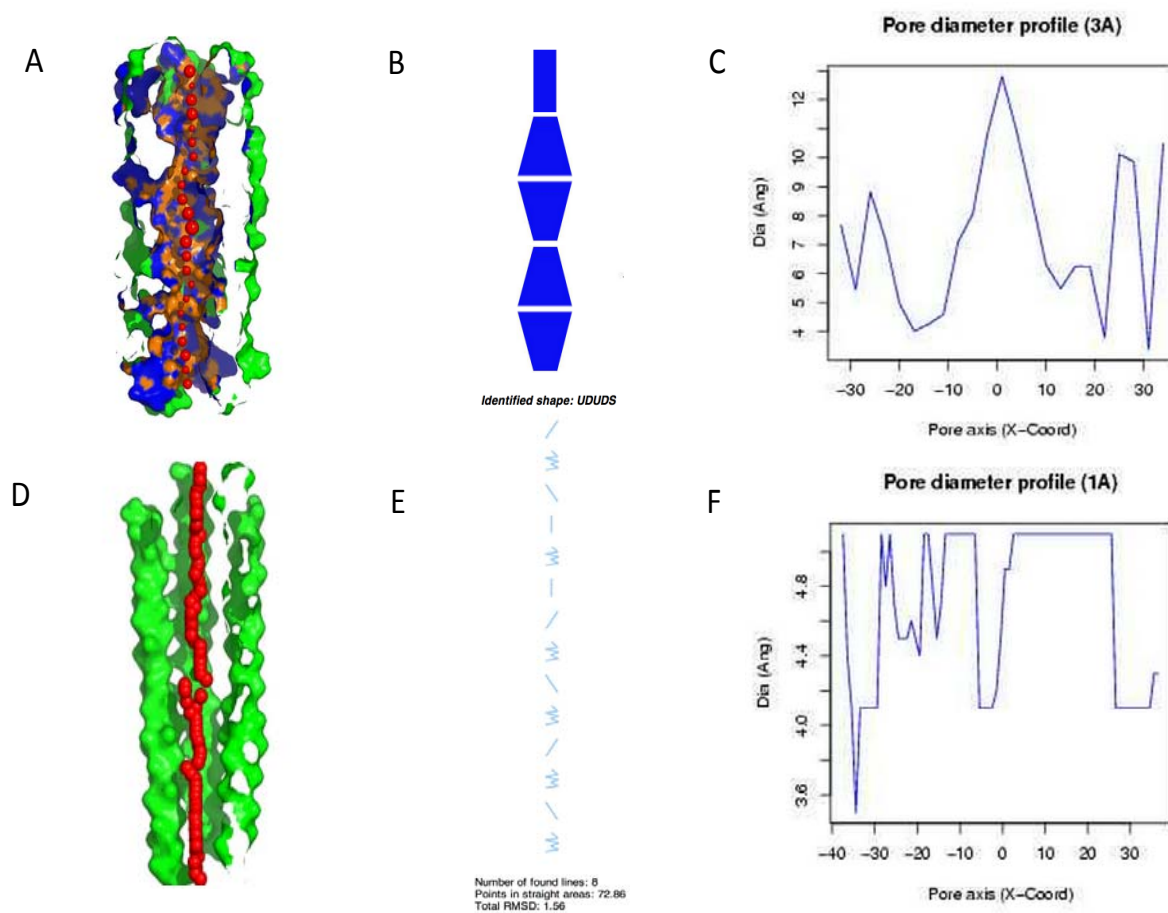 A
B
C
Pore diameter profile (3A)
12
10
9
8
7
6
5
4
Dia (Ang)
−30
−20
−10
0
10
20
30
Pore axis (X−Coord)
Identified shape: UDUDS
D
E
F
Pore diameter profile (1A)
4.8
4.4
4.0
3.6
Dia (Ang)
−40
−30
−20
−10
0
10
20
30
Pore axis (X−Coord)
Number of found lines: 8
Points in straight areas: 72.86
Total RMSD: 1.56